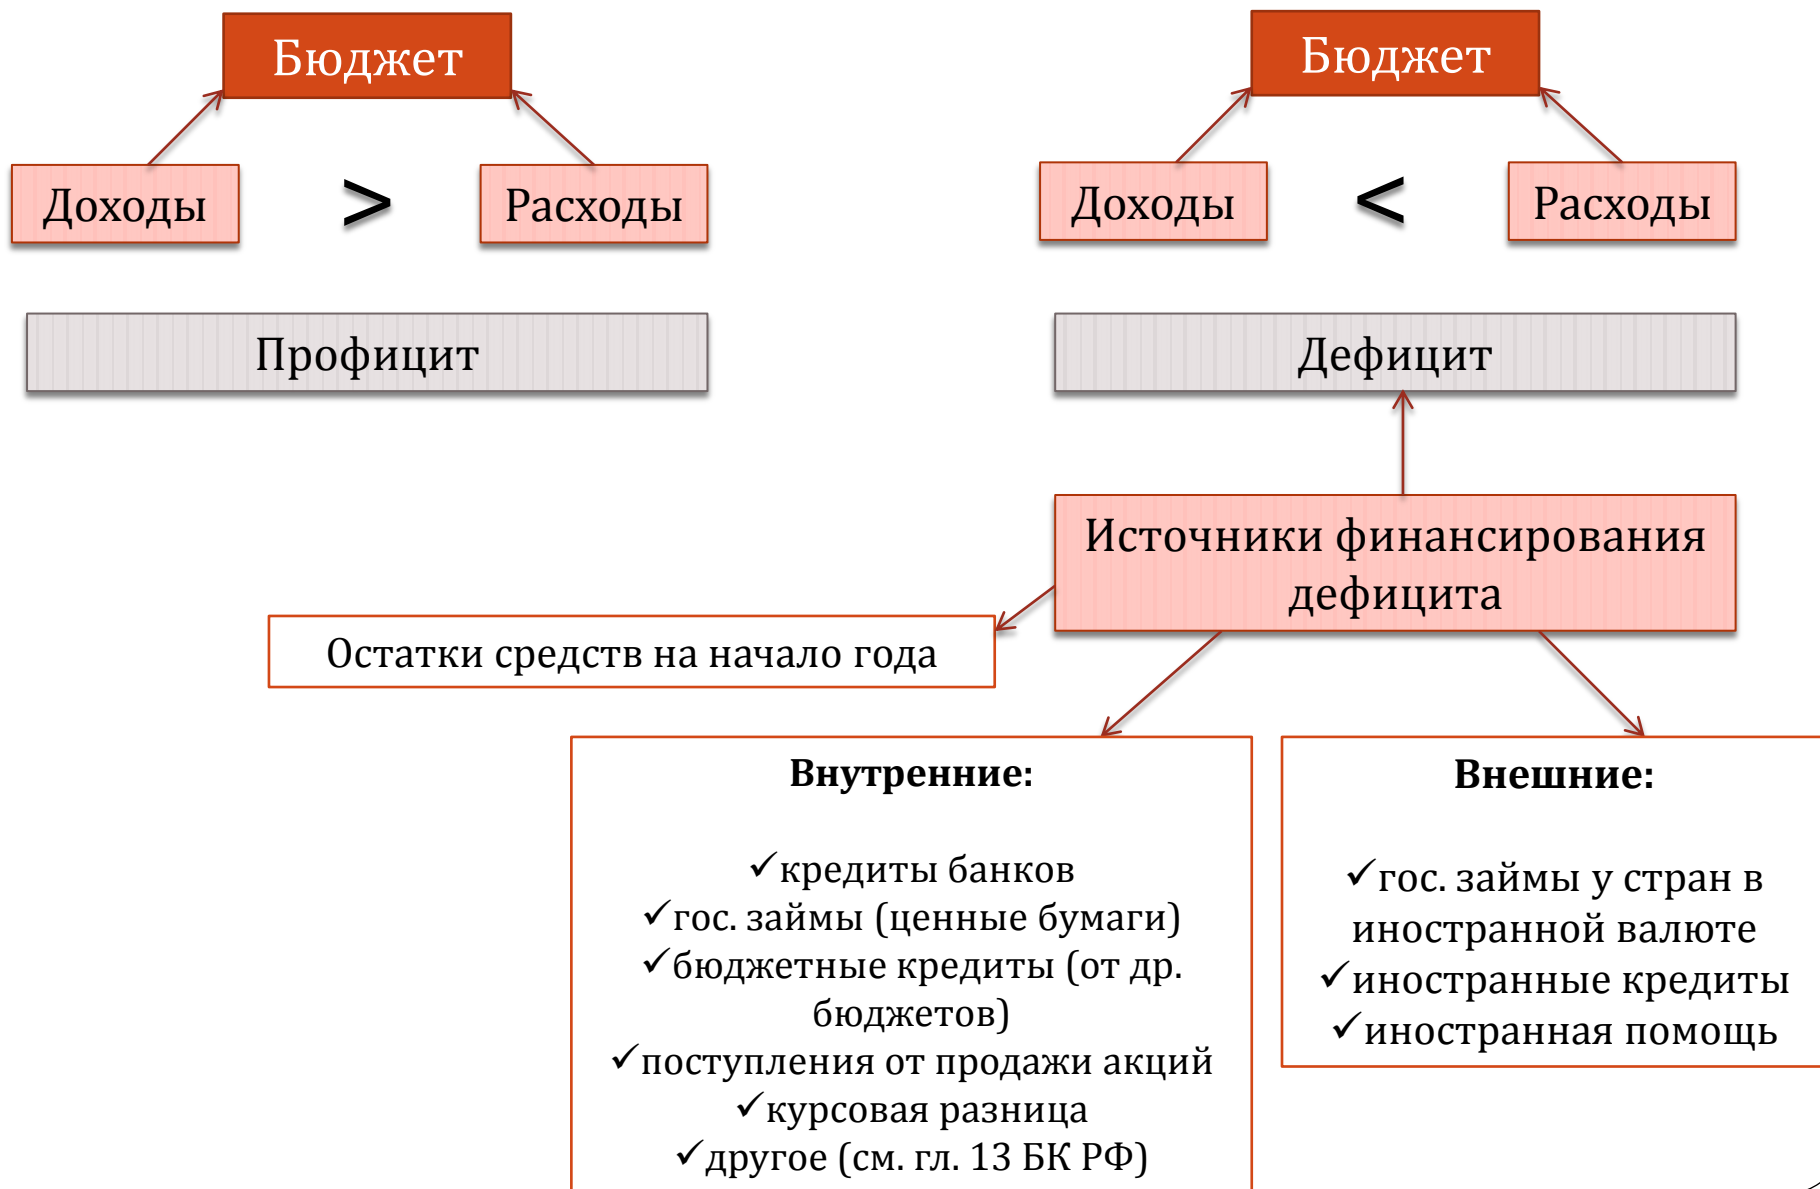 Бюджет
Доходы > Расходы
Профицит
Бюджет
Доходы < Расходы
Дефицит
Источники финансирования
дефицита
Остатки средств на начало года
Внутренние:
✓кредиты банков
✓гос. займы (ценные бумаги)
✓бюджетные кредиты (от др.
бюджетов)
✓поступления от продажи акций
✓курсовая разница
✓другое (см. гл. 13 БК РФ)
Внешние:
✓гос. займы у стран в
иностранной валюте
✓иностранные кредиты
✓иностранная помощь